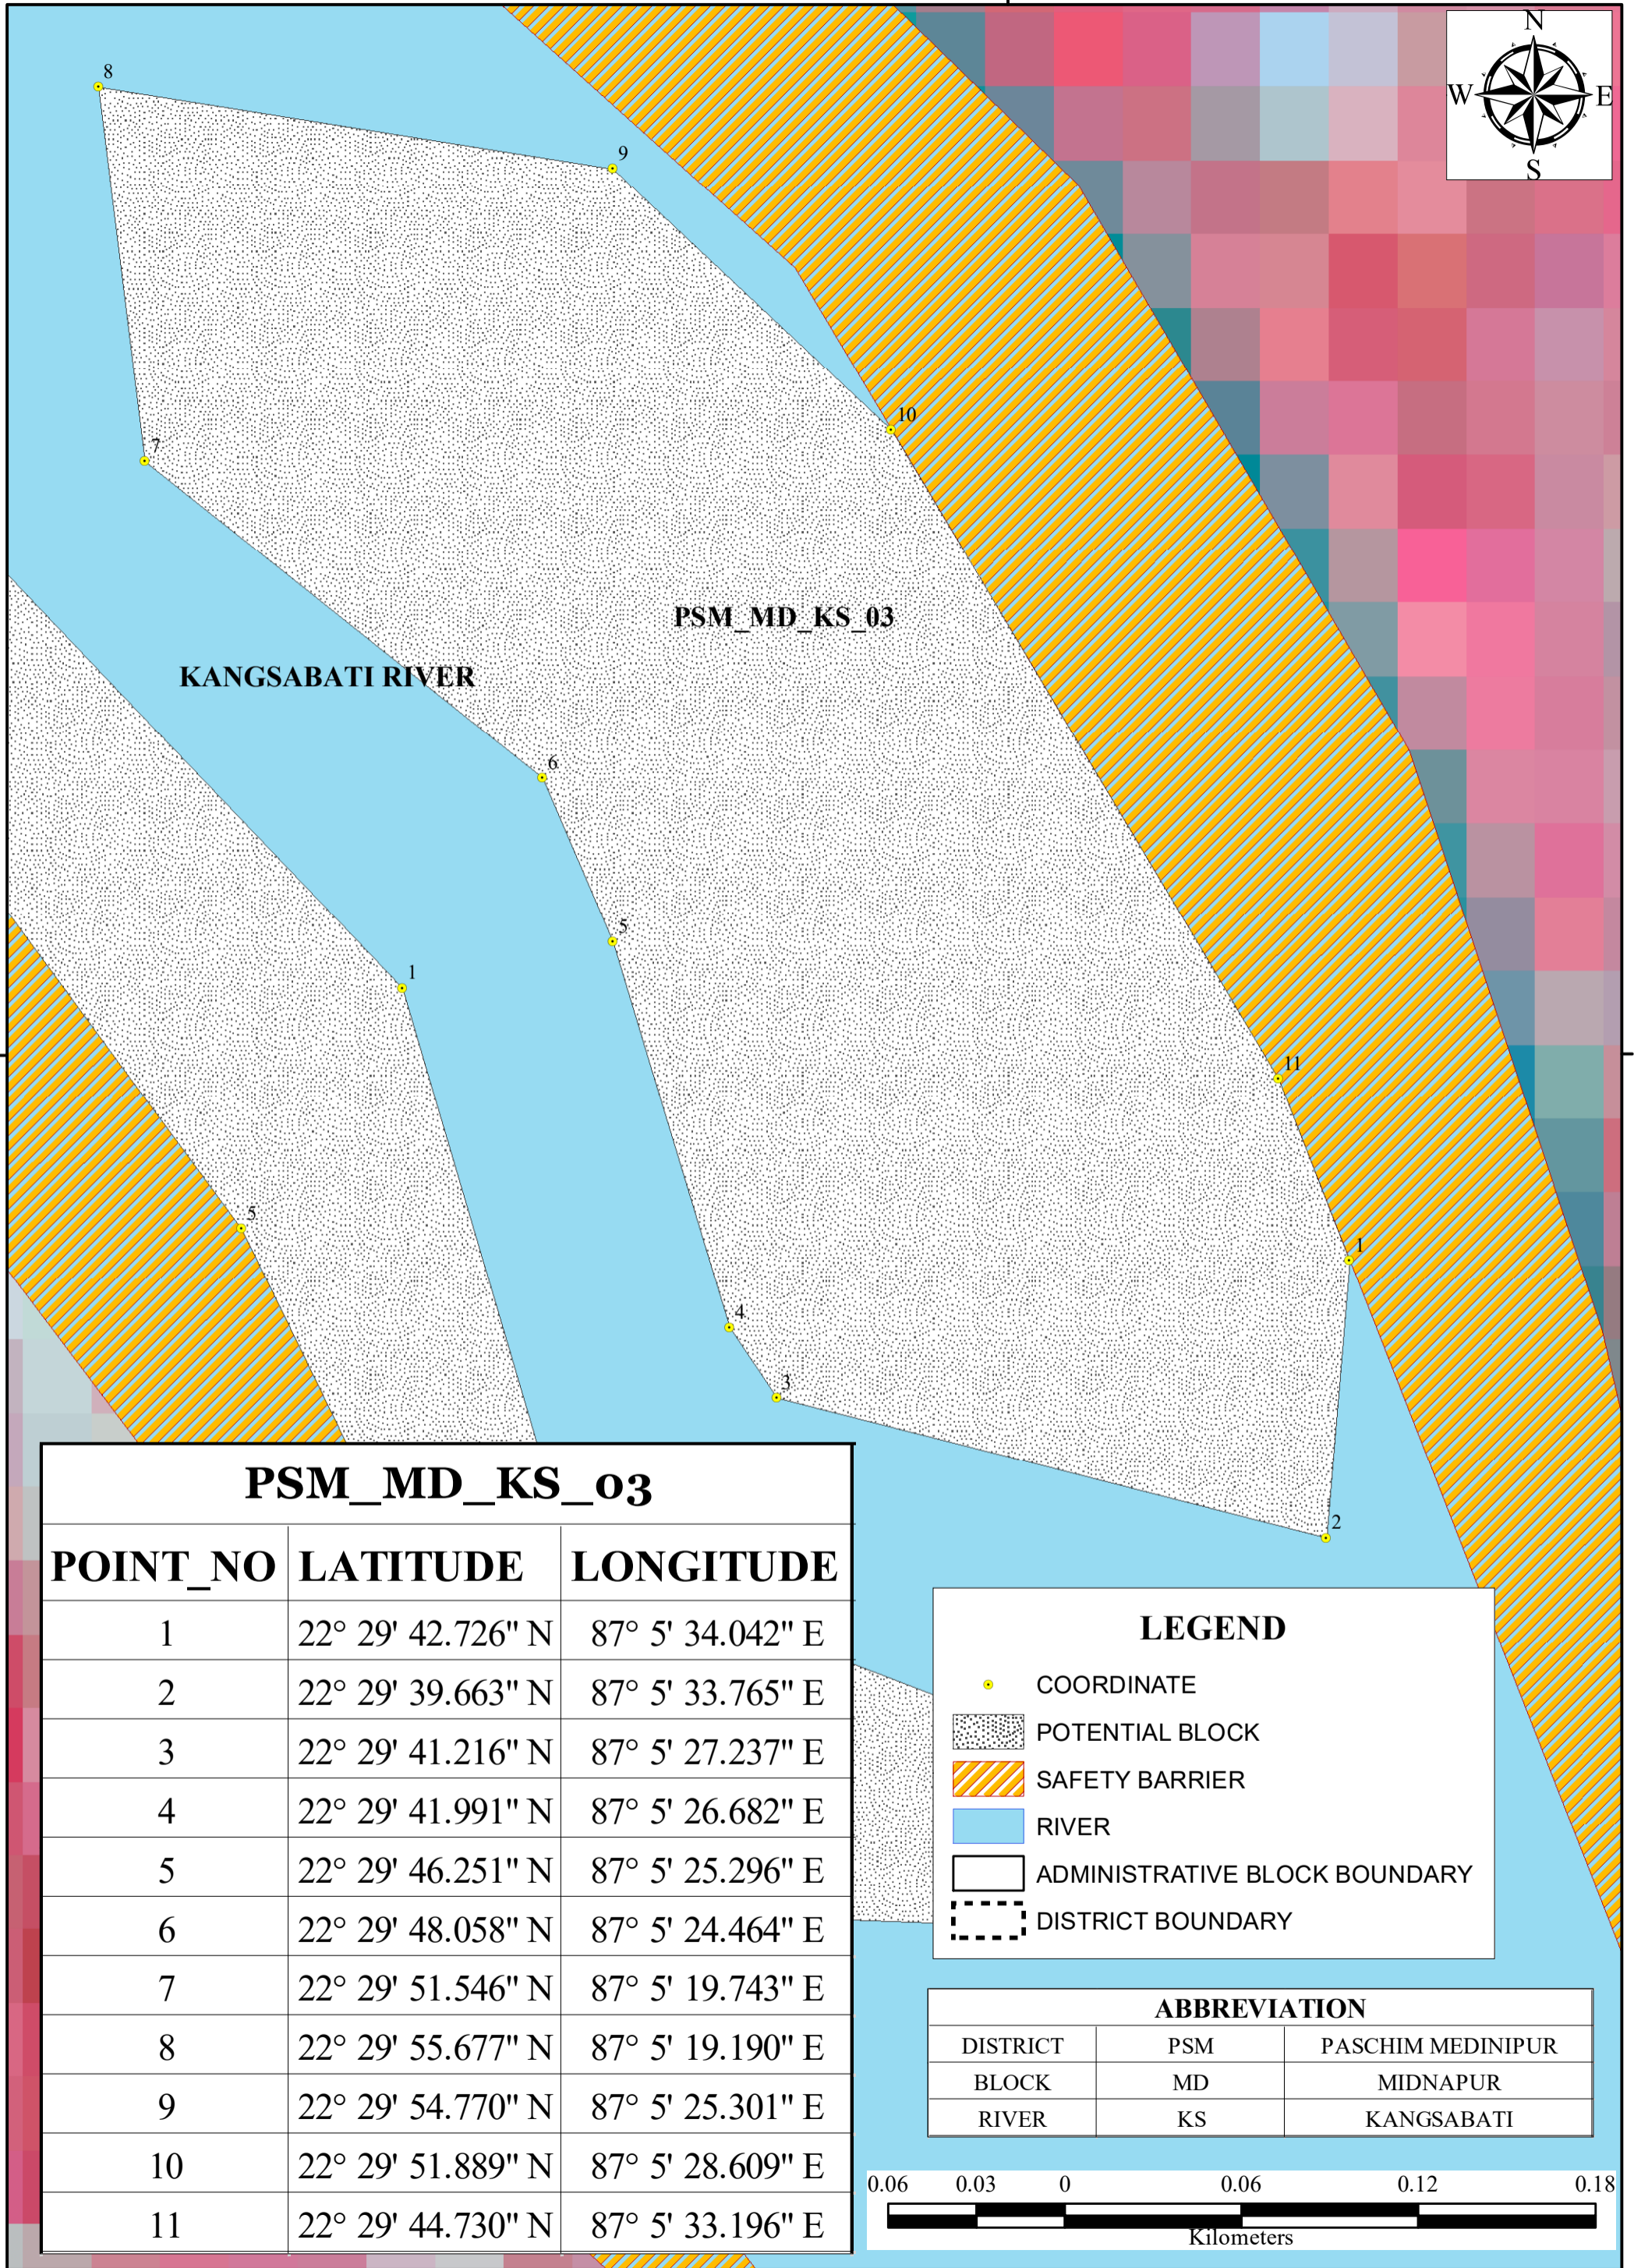 N
W E
S
8
9
10
7
PSM_MD_KS_03
KANGSABATI RIVER
6
5
1
11
5
1
4
3
2
PSM_MD_KS_03
POINT_NO LATITUDE LONGITUDE
1 22° 29' 42.726" N 87° 5' 34.042" E
2 22° 29' 39.663" N 87° 5' 33.765" E
3 22° 29' 41.216" N 87° 5' 27.237" E
4 22° 29' 41.991" N 87° 5' 26.682" E
5 22° 29' 46.251" N 87° 5' 25.296" E
6 22° 29' 48.058" N 87° 5' 24.464" E
7 22° 29' 51.546" N 87° 5' 19.743" E
8 22° 29' 55.677" N 87° 5' 19.190" E
9 22° 29' 54.770" N 87° 5' 25.301" E
10 22° 29' 51.889" N 87° 5' 28.609" E
11 22° 29' 44.730" N 87° 5' 33.196" E
LEGEND
COORDINATE
POTENTIAL BLOCK
SAFETY BARRIER
RIVER
ADMINISTRATIVE BLOCK BOUNDARY
DISTRICT BOUNDARY
ABBREVIATION
DISTRICT PSM PASCHIM MEDINIPUR
BLOCK MD MIDNAPUR
RIVER KS KANGSABATI
0.06 0.03 0 0.06 0.12 0.18
Kilometers